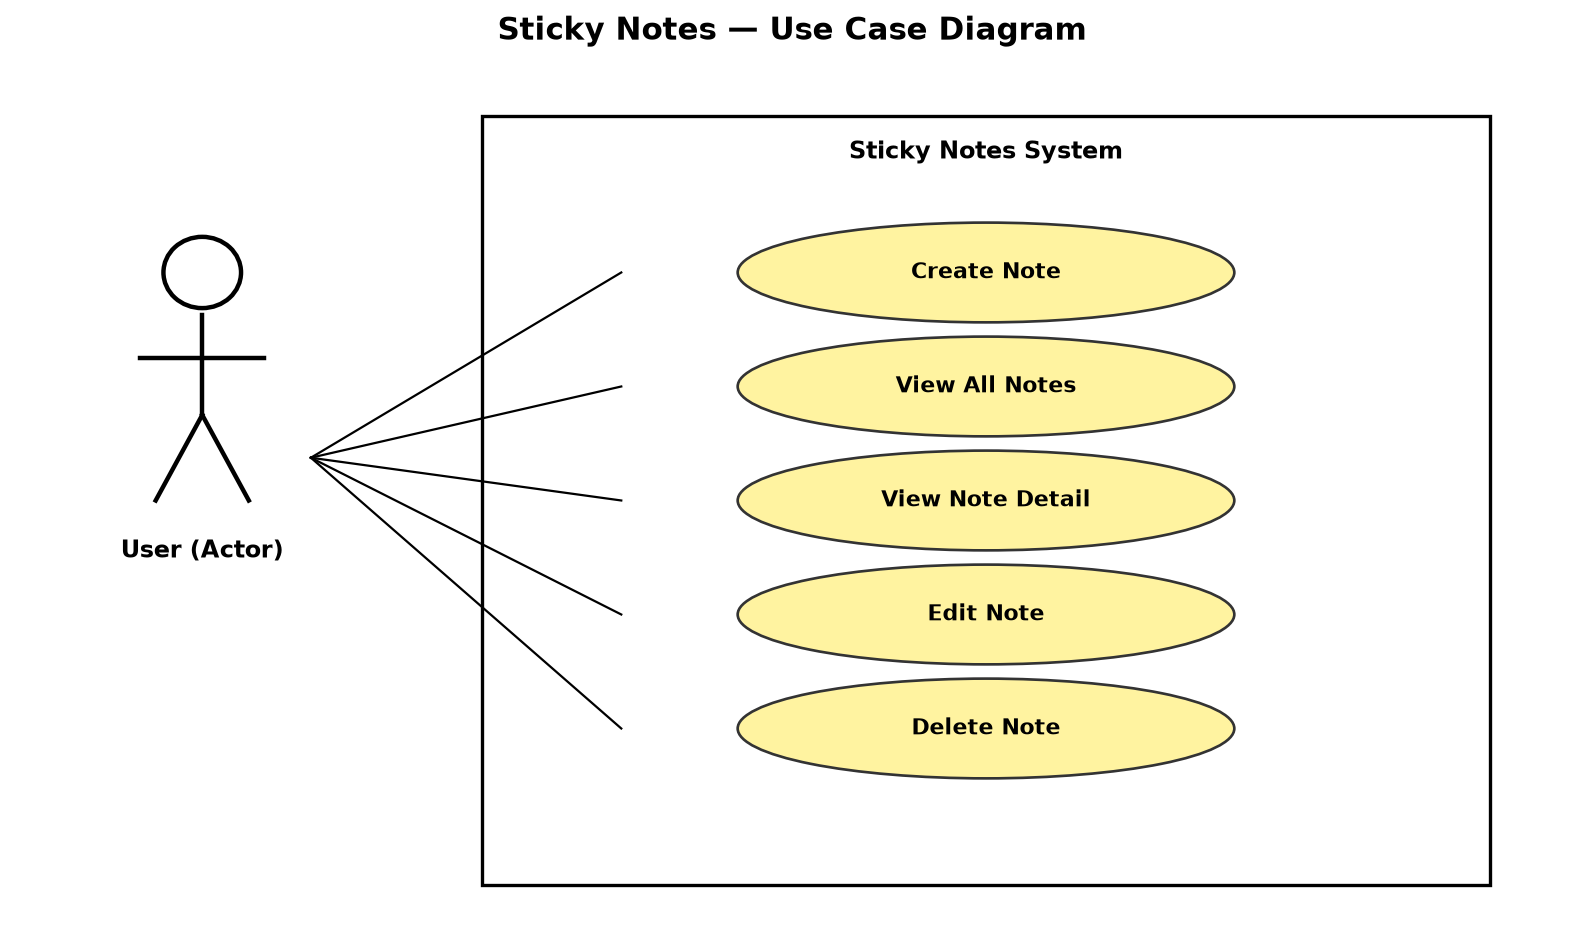 Sticky Notes — Use Case Diagram
Sticky Notes System
Create Note
View All Notes
View Note Detail
Edit Note
Delete Note
User (Actor)